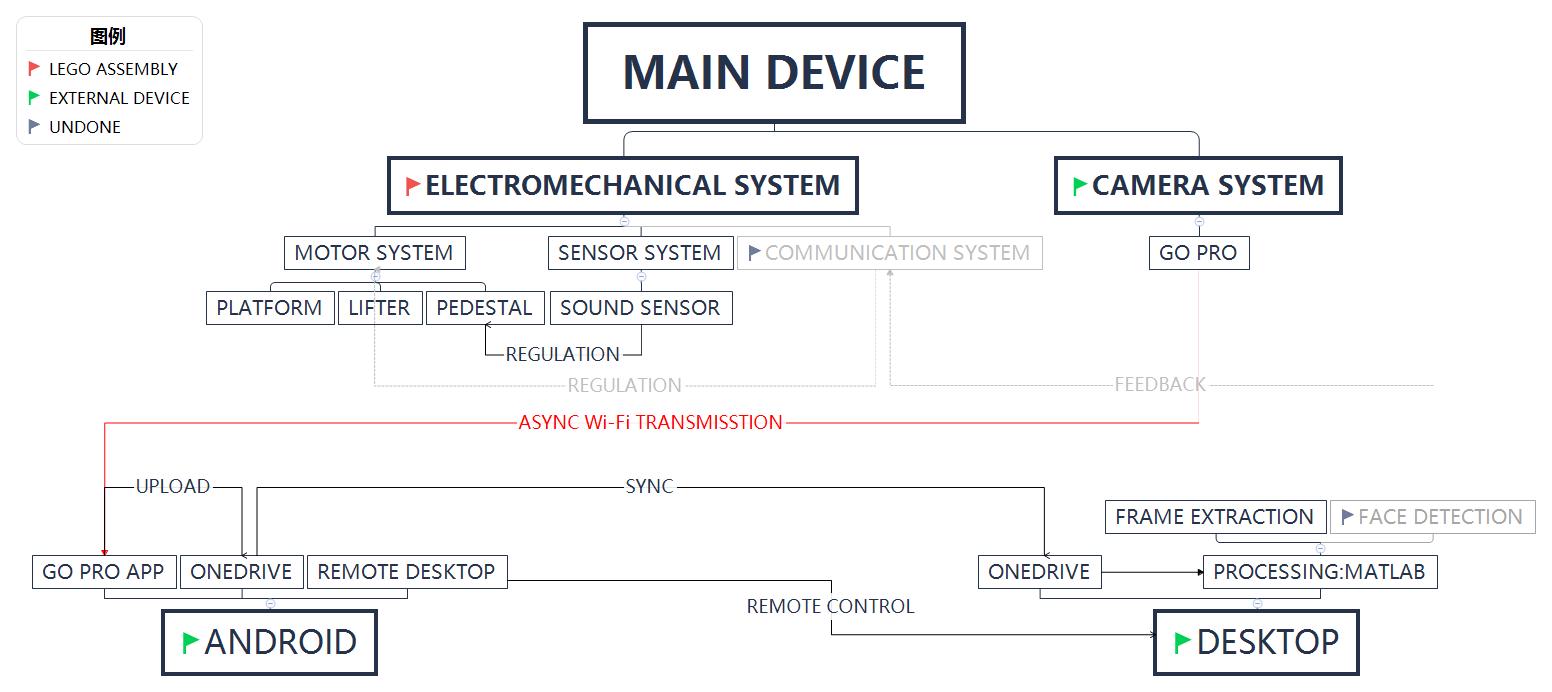 图例
LEGO ASSEMBLY
EXTERNAL DEVICE
UNDONE
MAIN DEVICE
ELECTROMECHANICAL SYSTEM
CAMERA SYSTEM
MOTOR SYSTEM
SENSOR SYSTEM
COMMUNICATION SYSTEM
GO PRO
PLATFORM
LIFTER
PEDESTAL
SOUND SENSOR
REGULATION
REGULATION
FEEDBACK
ASYNC Wi-Fi TRANSMISSTION
UPLOAD
SYNC
FRAME EXTRACTION
FACE DETECTION
GO PRO APP
ONEDRIVE
REMOTE DESKTOP
ONEDRIVE
PROCESSING:MATLAB
REMOTE CONTROL
ANDROID
DESKTOP